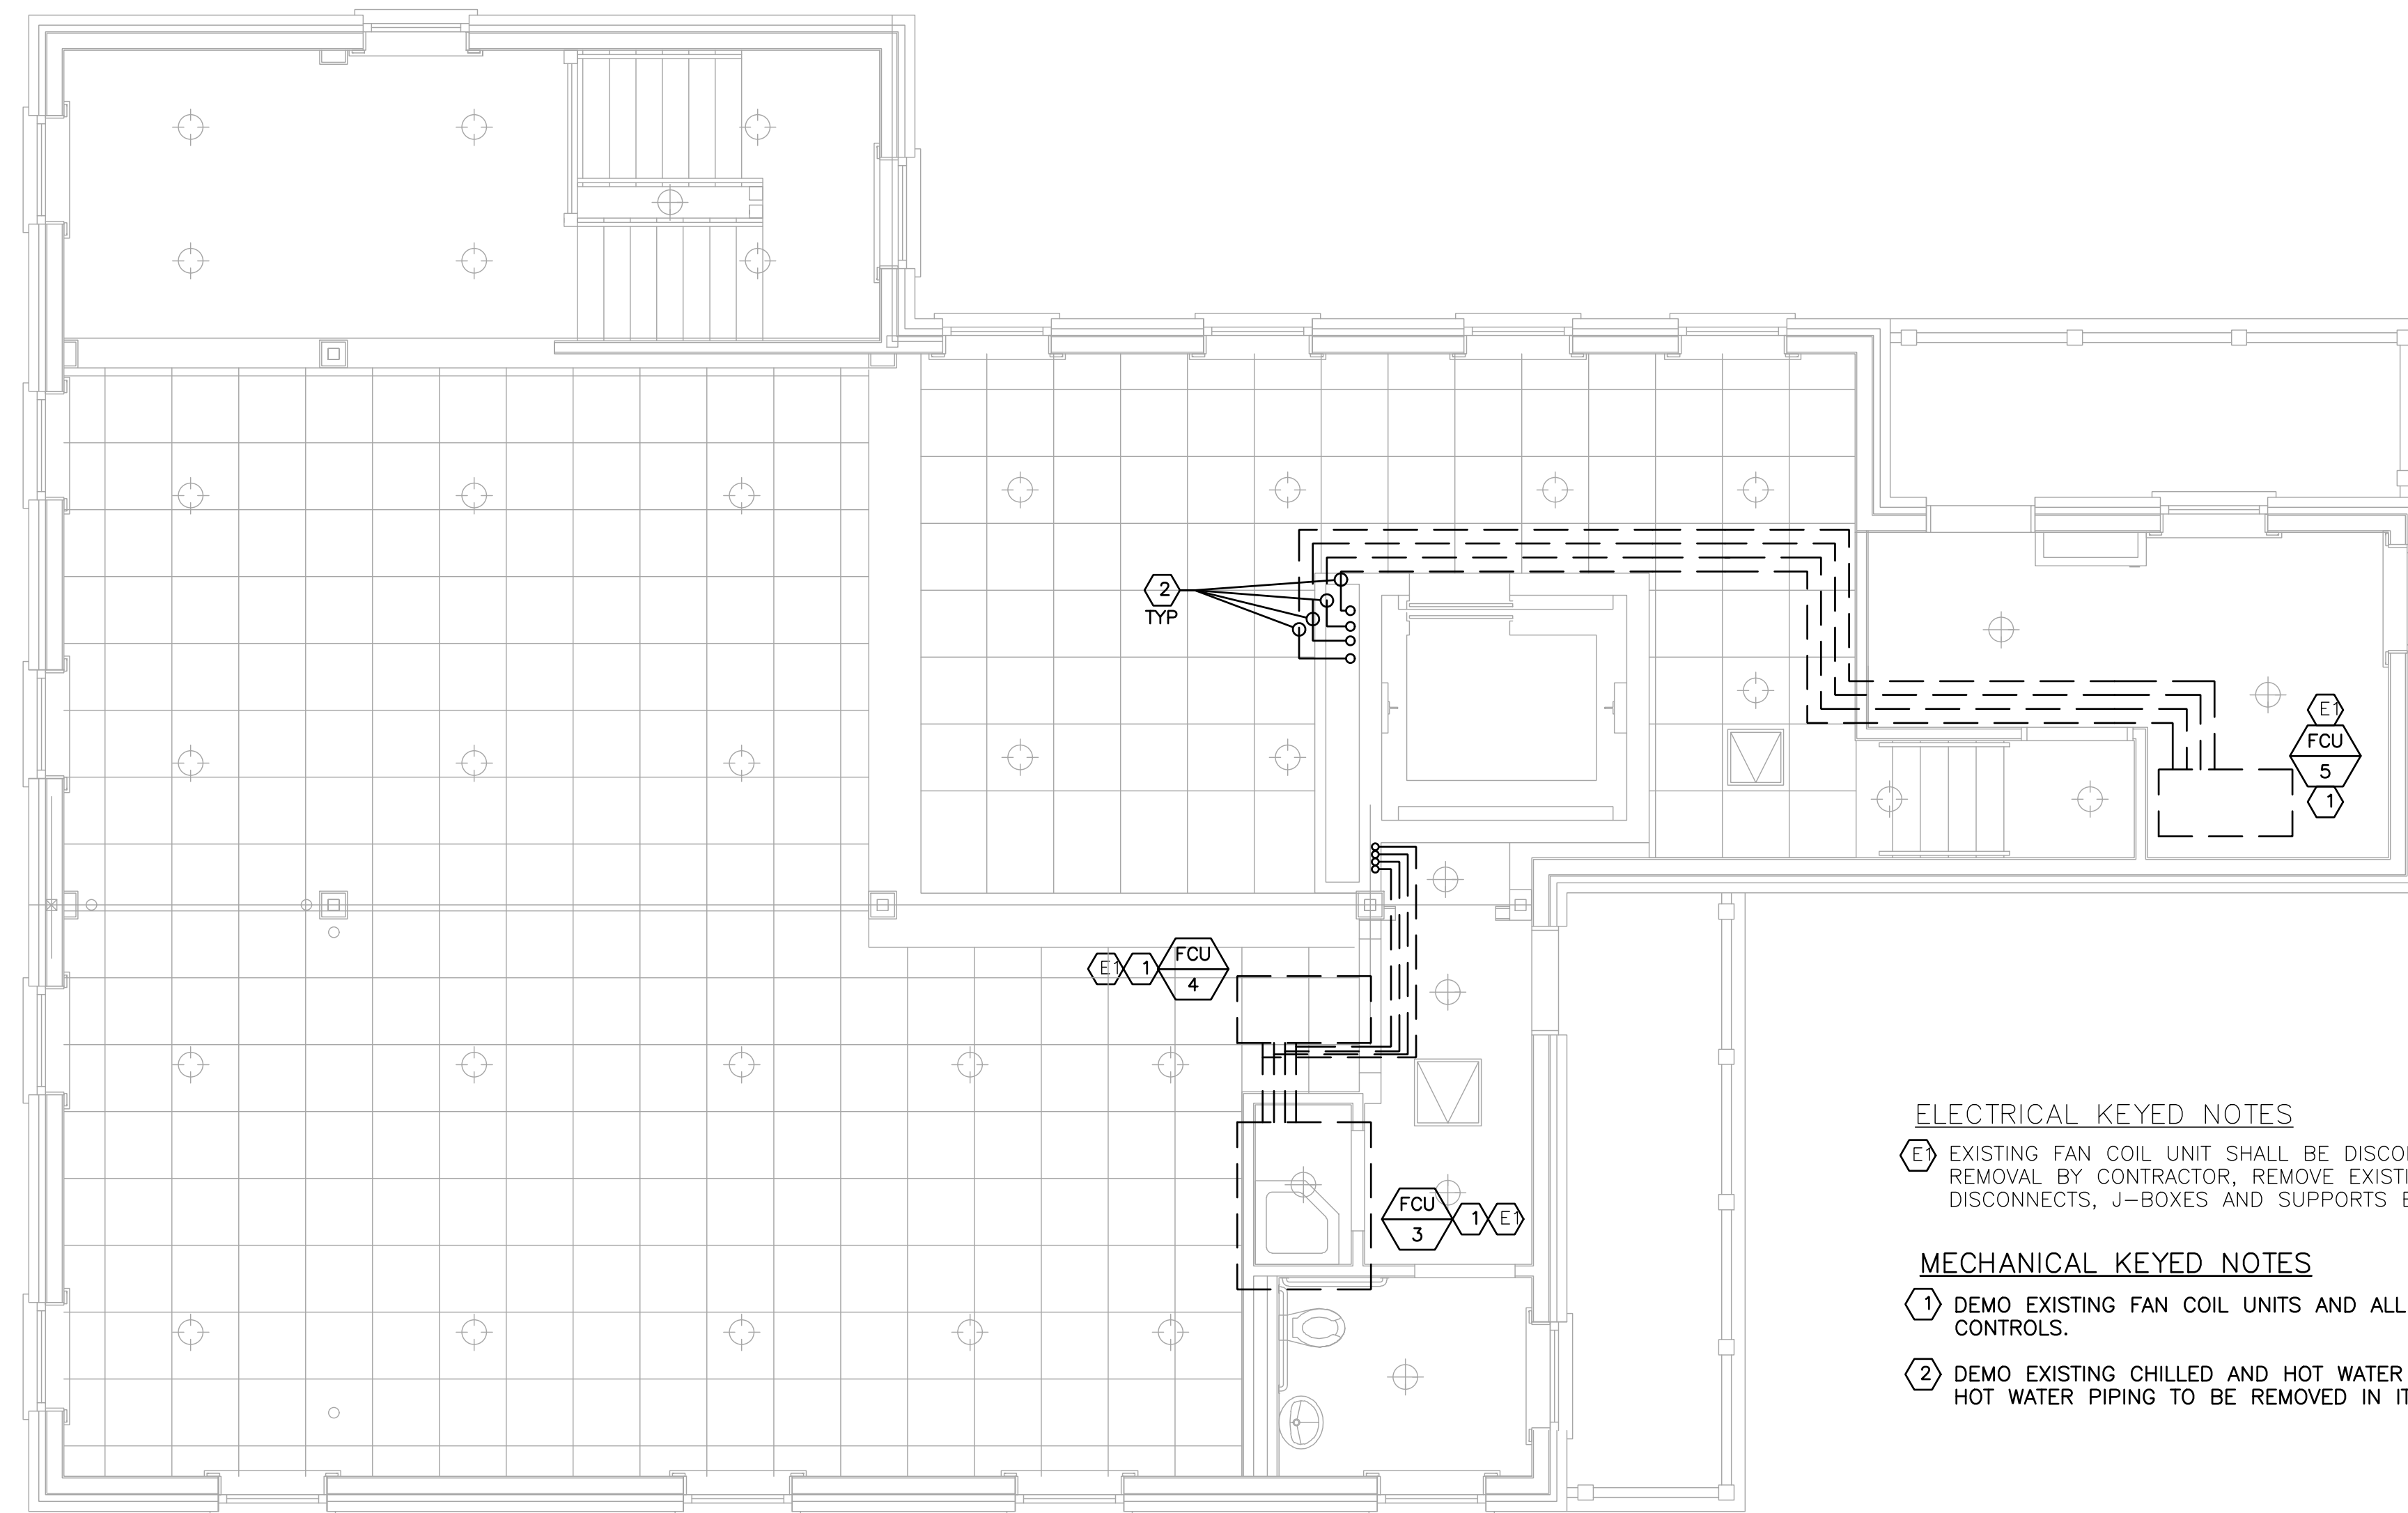 2
TYP
E1
FCU
5
1
E1
1
FCU
4
FCU
3
1
E1
ELECTRICAL KEYED NOTES
E1 EXISTING FAN COIL UNIT SHALL BE
REMOVAL BY CONTRACTOR, REMOVE
DISCONNECTS, J-BOXES AND SUPPORTS
MECHANICAL KEYED NOTES
1 DEMO EXISTING FAN COIL UNITS AND ALL
CONTROLS.
2 DEMO EXISTING CHILLED AND HOT WATER
HOT WATER PIPING TO BE REMOVED IN